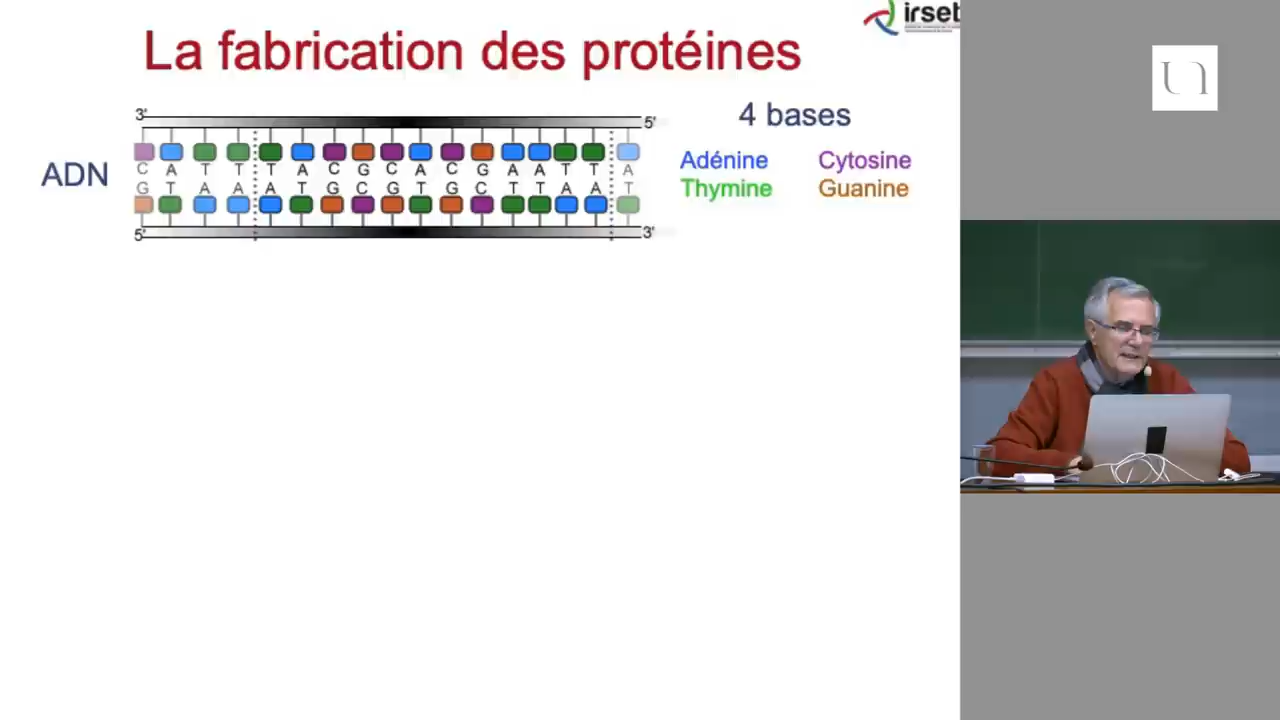 irset
La fabrication des protéines
3' 5'
4 bases
ADN
C A T T T A C G C A C G A A T T A
G T A A A T G C G T G C T T A A T
Adénine Cytosine
Thymine Guanine
5' 3'